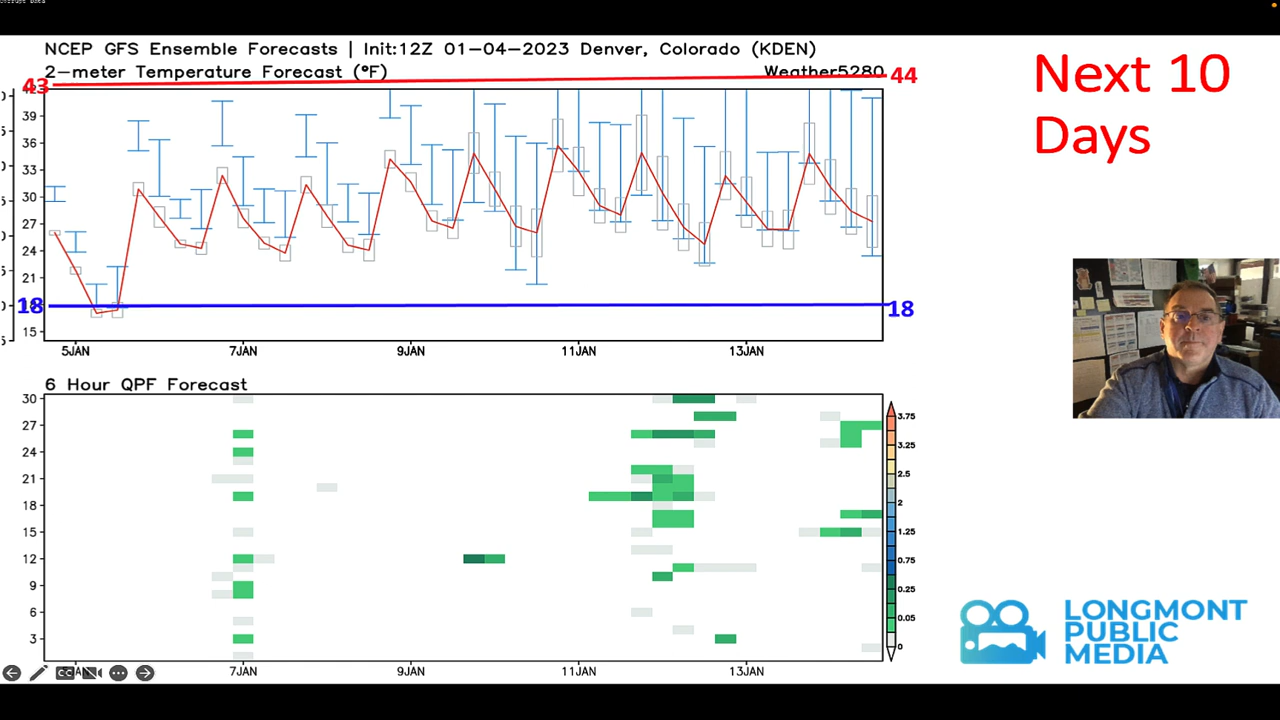 NCEP GFS Ensemble Forecasts | Init:12Z 01-04-2023 Denver, Colorado (KDEN)
2-meter Temperature Forecast (°F)
Weather5280
Next 10
Days
43
44
39
36
33
30
27
24
21
18
18
15
5JAN 7JAN 9JAN 11JAN 13JAN
6 Hour QPF Forecast
30
27
24
21
18
15
12
9
6
3
7JAN 9JAN 11JAN 13JAN
3.75
3.25
2.5
2
1.25
0.75
0.25
0.05
0
LONGMONT
PUBLIC
MEDIA